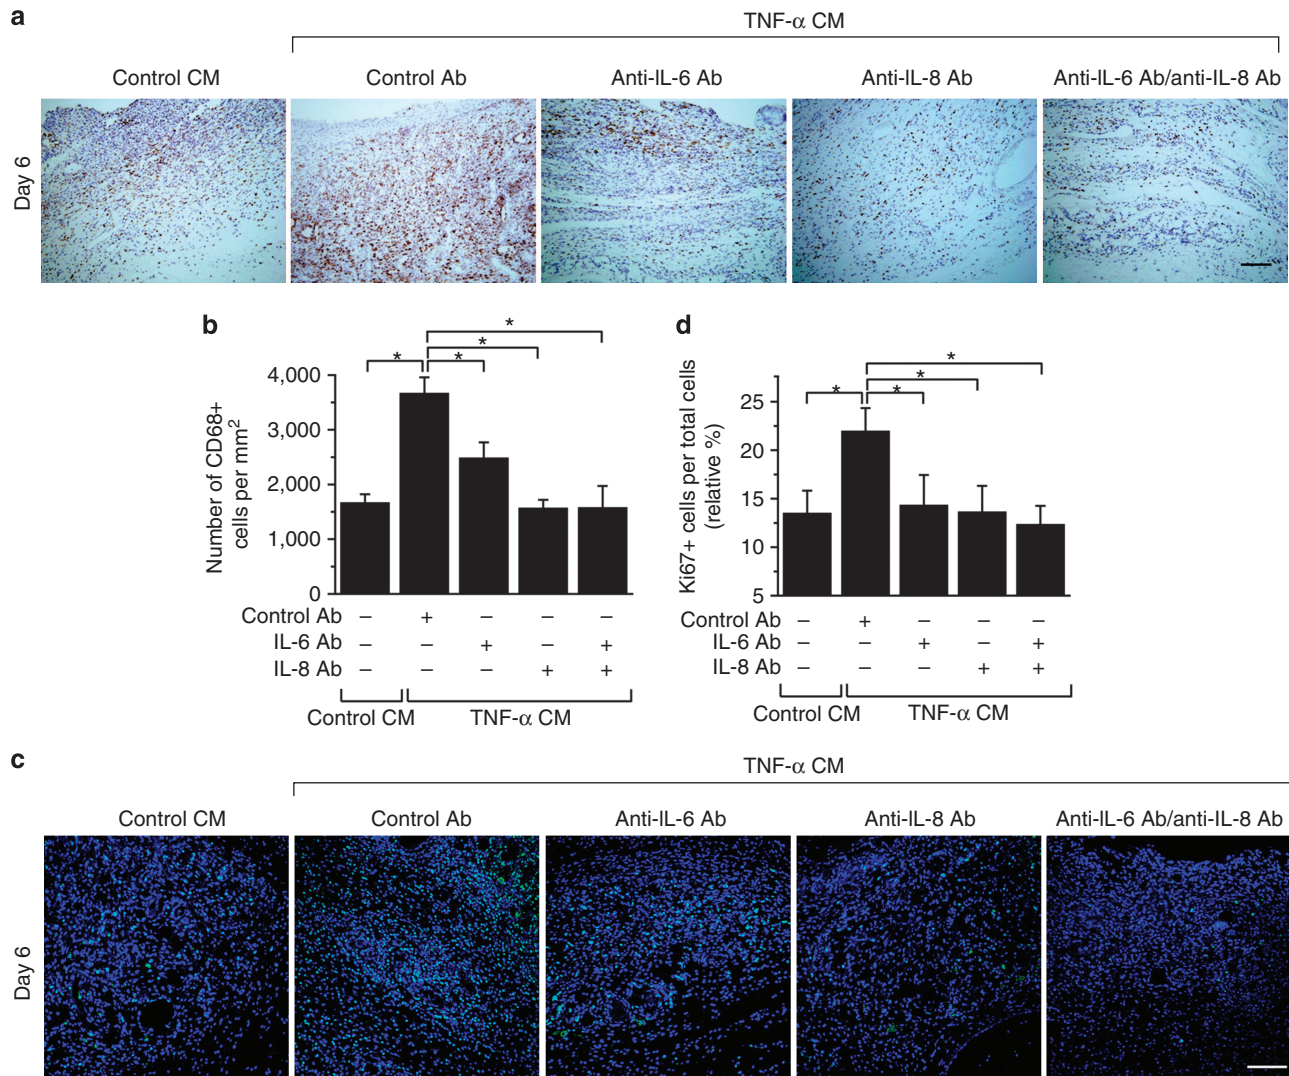 a
TNF-α CM
Control CM Control Ab Anti-IL-6 Ab Anti-IL-8 Ab Anti-IL-6 Ab/anti-IL-8 Ab
Day 6
b
Number of CD68+
cells per mm2
4,000
3,000
2,000
1,000
0
* * * *
Control Ab – + – – –
IL-6 Ab – – + – +
IL-8 Ab – – – + +
Control CM TNF-α CM
d
Ki67+ cells per total cells
(relative %)
25
20
15
10
5
* * * *
Control Ab – + – – –
IL-6 Ab – – + – +
IL-8 Ab – – – + +
Control CM TNF-α CM
c
TNF-α CM
Control CM Control Ab Anti-IL-6 Ab Anti-IL-8 Ab Anti-IL-6 Ab/anti-IL-8 Ab
Day 6